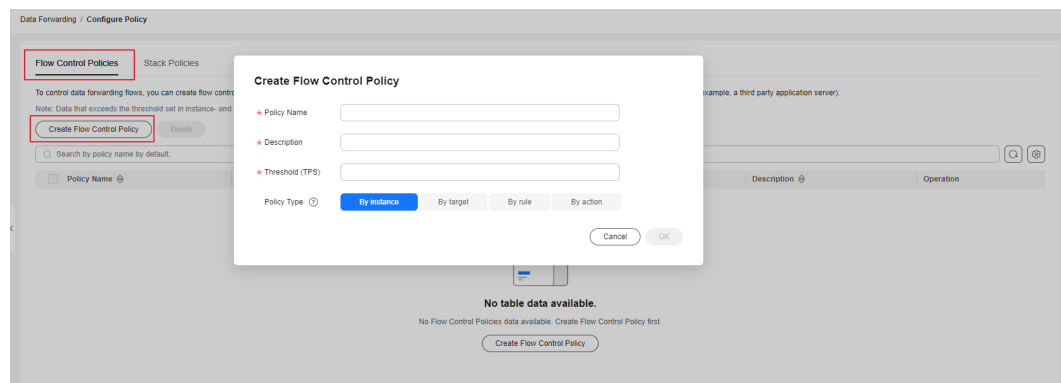 Data Forwarding / Configure Policy
Flow Control Policies
Stack Policies
To control data forwarding flows, you can create flow contr
example, a third party application server).
Note: Data that exceeds the threshold set in instance- and
Create Flow Control Policy
Delete
Search by policy name by default.
Policy Name
Description
Operation
Create Flow Control Policy
* Policy Name
* Description
* Threshold (TPS)
Policy Type
By instance
By target
By rule
By action
Cancel
OK
No table data available.
No Flow Control Policies data available. Create Flow Control Policy first.
Create Flow Control Policy